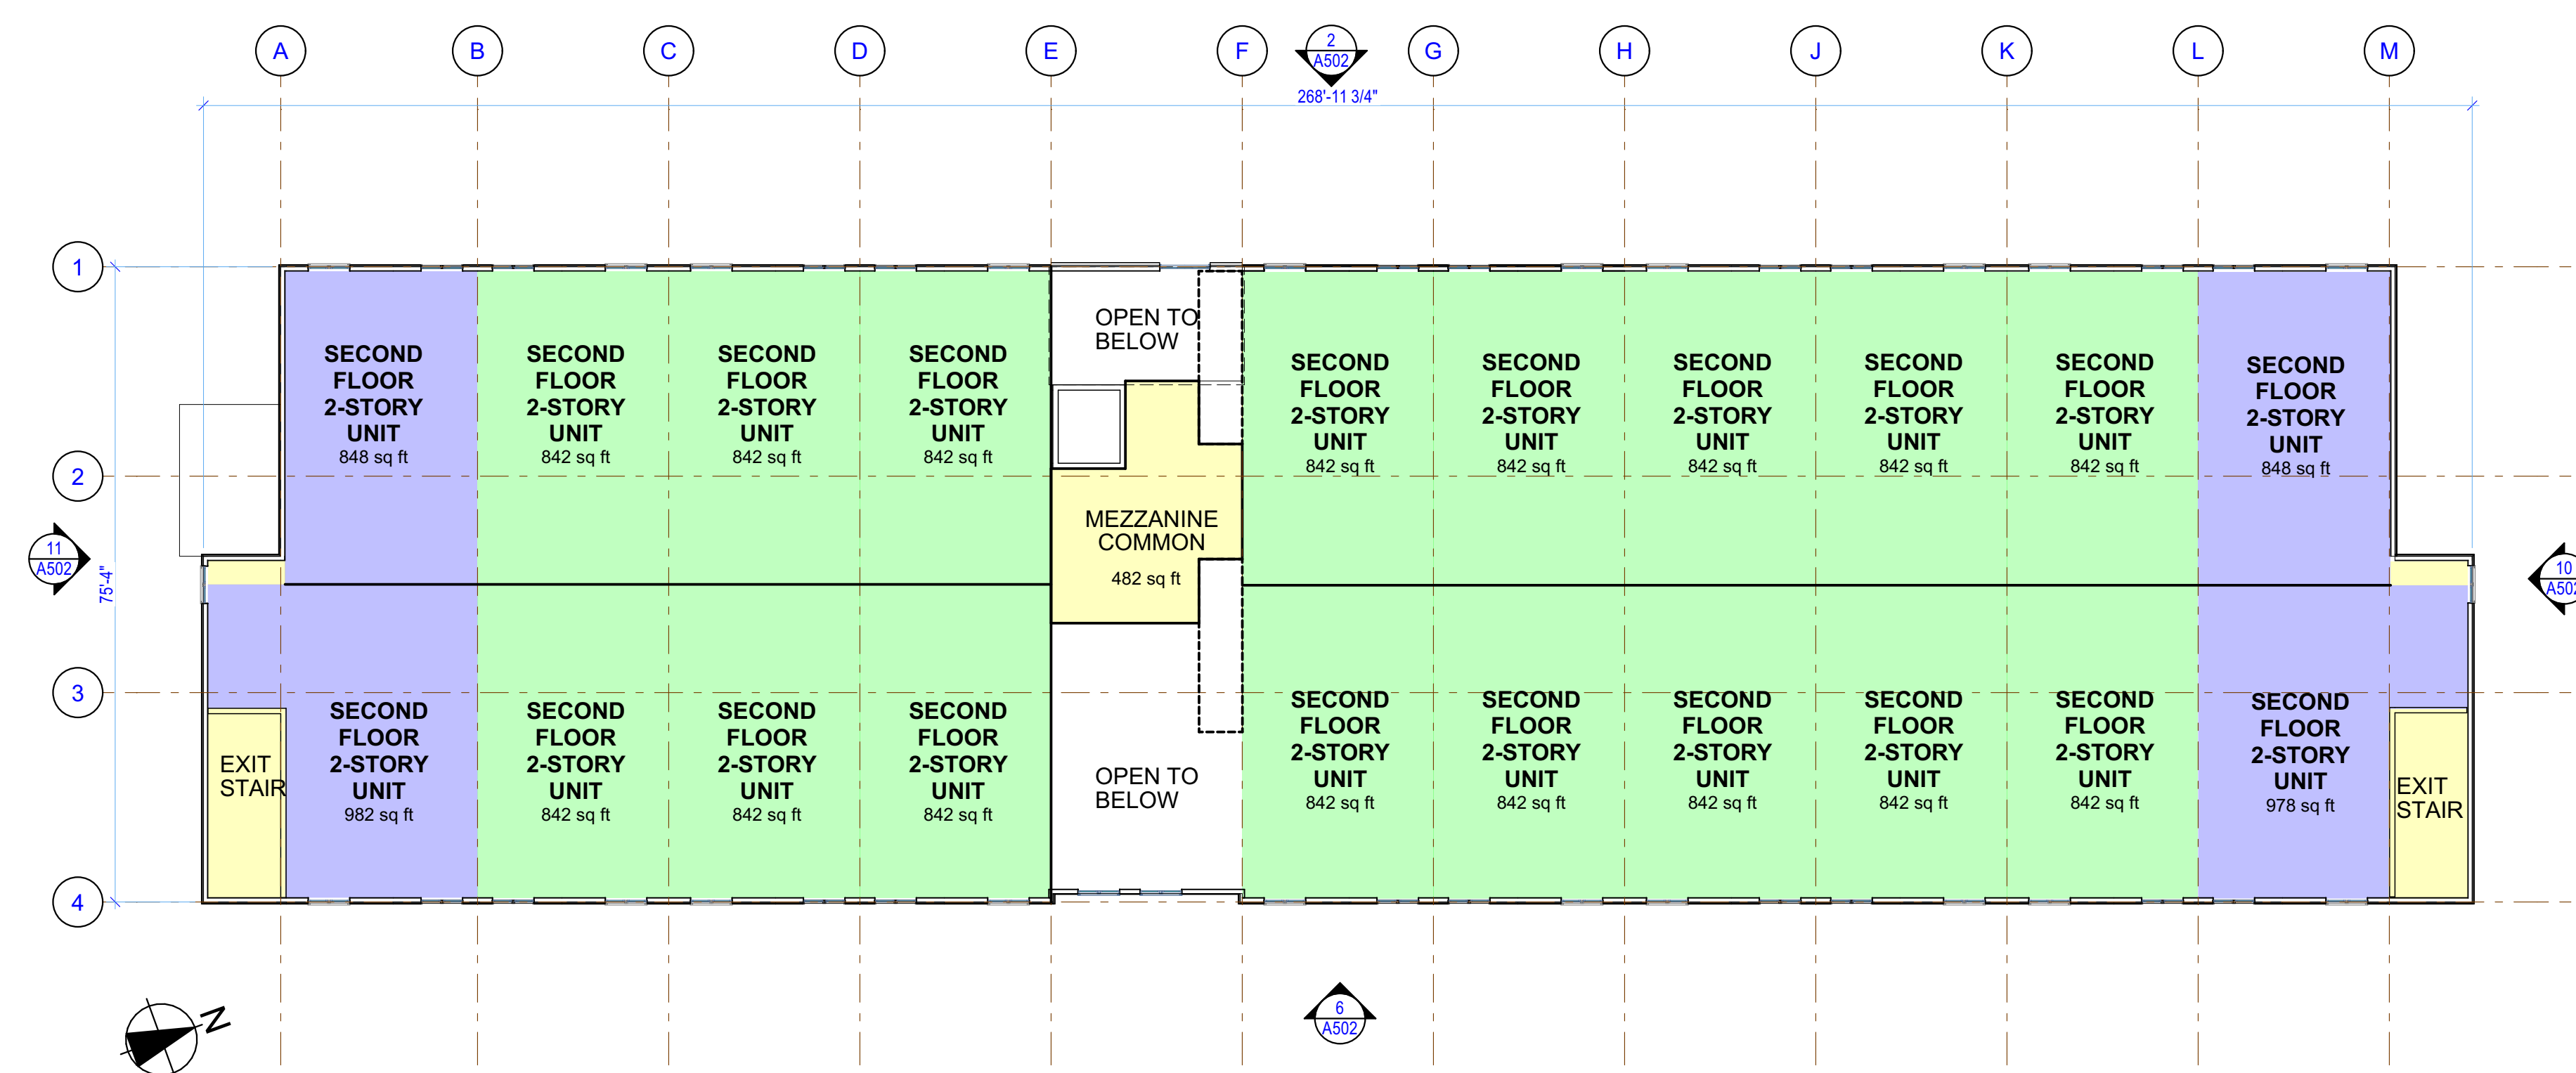 A
B
C
D
E
F
2
A502
G
H
J
K
L
M
268'-11 3/4"
1
2
3
4
75'-4"
11
A502
10
SECOND
FLOOR
2-STORY
UNIT
848 sq ft
SECOND
FLOOR
2-STORY
UNIT
842 sq ft
SECOND
FLOOR
2-STORY
UNIT
842 sq ft
SECOND
FLOOR
2-STORY
UNIT
842 sq ft
OPEN TO
BELOW
SECOND
FLOOR
2-STORY
UNIT
842 sq ft
SECOND
FLOOR
2-STORY
UNIT
842 sq ft
SECOND
FLOOR
2-STORY
UNIT
842 sq ft
SECOND
FLOOR
2-STORY
UNIT
842 sq ft
SECOND
FLOOR
2-STORY
UNIT
842 sq ft
SECOND
FLOOR
2-STORY
UNIT
848 sq ft
MEZZANINE
COMMON
482 sq ft
EXIT
STAIR
SECOND
FLOOR
2-STORY
UNIT
982 sq ft
SECOND
FLOOR
2-STORY
UNIT
842 sq ft
SECOND
FLOOR
2-STORY
UNIT
842 sq ft
SECOND
FLOOR
2-STORY
UNIT
842 sq ft
OPEN TO
BELOW
SECOND
FLOOR
2-STORY
UNIT
842 sq ft
SECOND
FLOOR
2-STORY
UNIT
842 sq ft
SECOND
FLOOR
2-STORY
UNIT
842 sq ft
SECOND
FLOOR
2-STORY
UNIT
842 sq ft
SECOND
FLOOR
2-STORY
UNIT
842 sq ft
SECOND
FLOOR
2-STORY
UNIT
978 sq ft
EXIT
STAIR
6
A502
N